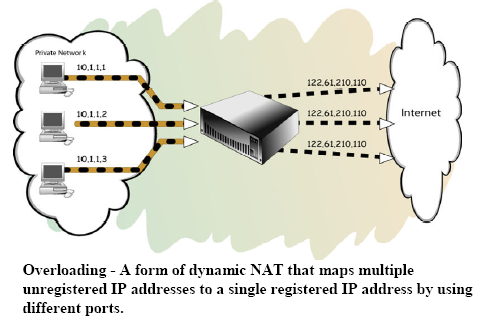 Private Network
10,1,1,1
122,61,210,110
10,1,1,2
122,61,210,110
Internet
10,1,1,3
122,61,210,110
Overloading - A form of dynamic NAT that maps multiple
unregistered IP addresses to a single registered IP address by using
different ports.